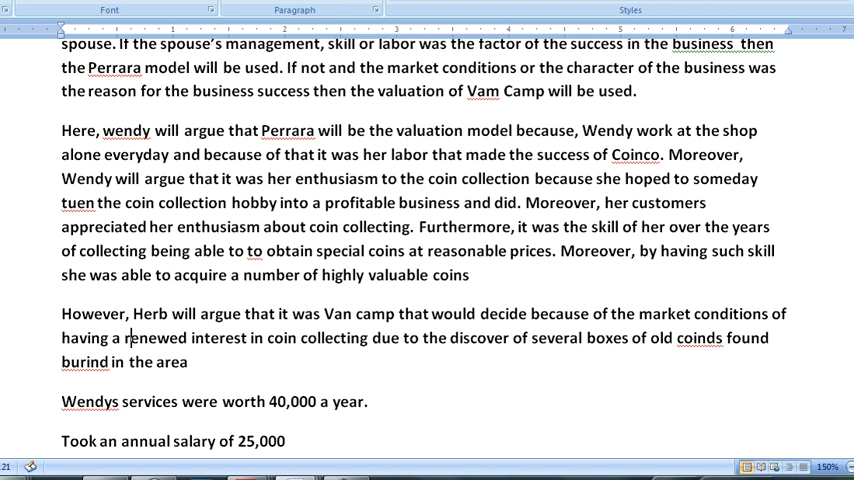 Font
Paragraph
Styles
1 2 3 4 5 6
spouse. If the spouse's management, skill or labor was the factor of the success in the business  then
the Perrara model will be used. If not and the market conditions or the character of the business was
the reason for the business success then the valuation of Vam Camp will be used.
Here, wendy will argue that Perrara will be the valuation model because, Wendy work at the shop
alone everyday and because of that it was her labor that made the success of Coinco. Moreover,
Wendy will argue that it was her enthusiasm to the coin collection because she hoped to someday
tuen the coin collection hobby into a profitable business and did. Moreover, her customers
appreciated her enthusiasm about coin collecting. Furthermore, it was the skill of her over the years
of collecting being able to to obtain special coins at reasonable prices. Moreover, by having such skill
she was able to acquire a number of highly valuable coins
However, Herb will argue that it was Van camp that would decide because of the market conditions of
having a renewed interest in coin collecting due to the discover of several boxes of old coinds found
burind in the area
Wendys services were worth 40,000 a year.
Took an annual salary of 25,000
.21
150%